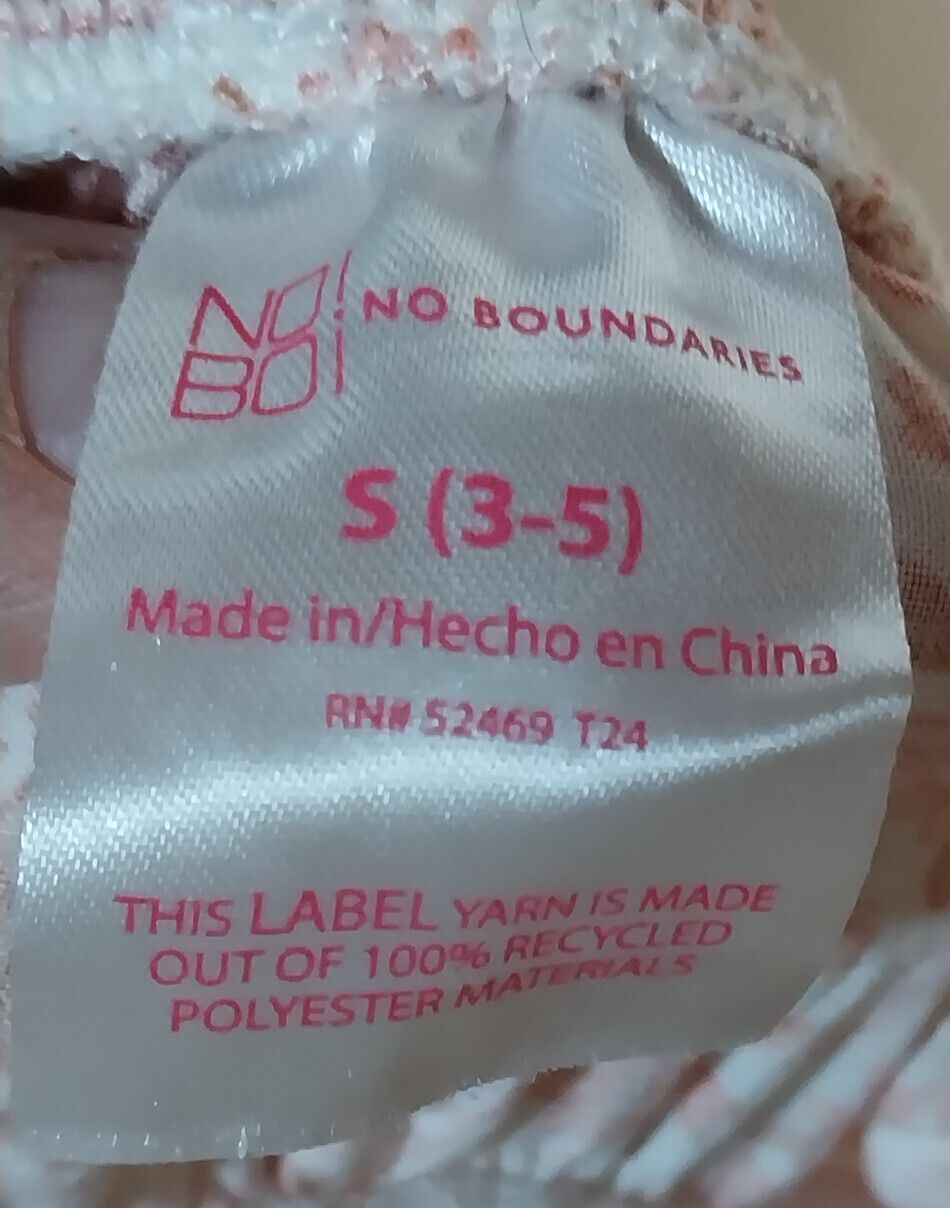 NO
BO
NO BOUNDARIES
S (3-5)
Made in/Hecho en China
RN# 52469 T24
THIS LABEL YARN IS MADE
OUT OF 100% RECYCLED
POLYESTER MATERIALS